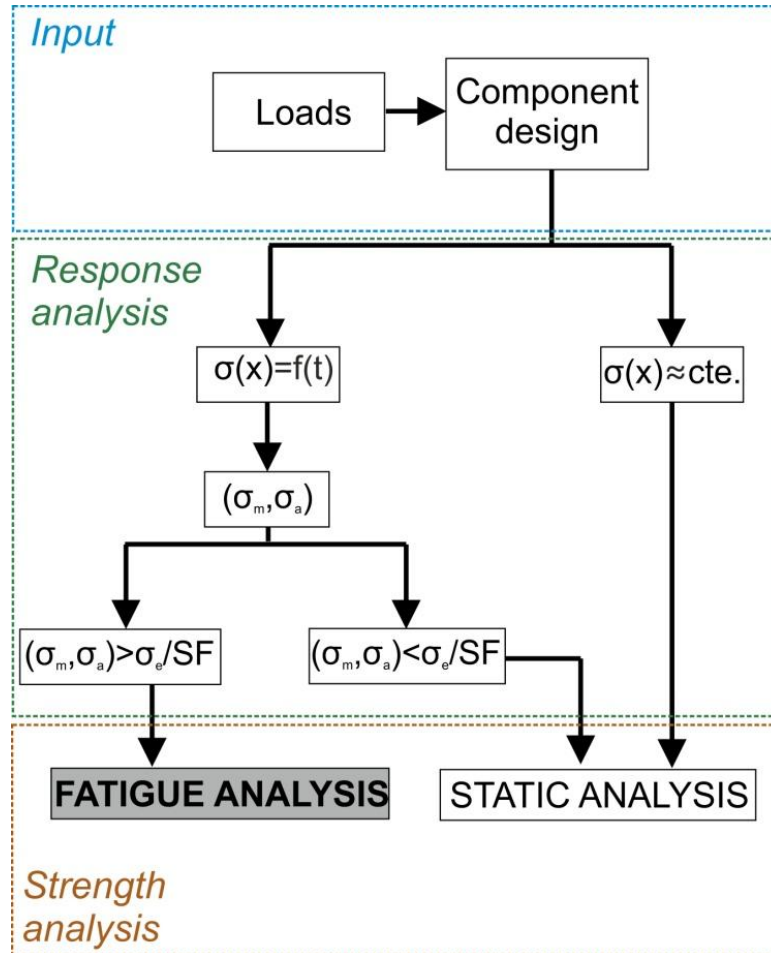 Input
Loads
Component
design
Response
analysis
σ(x)=f(t)
σ(x)≈cte.
(σm,σa)
(σm,σa)>σe/SF
(σm,σa)<σe/SF
FATIGUE ANALYSIS
STATIC ANALYSIS
Strength
analysis